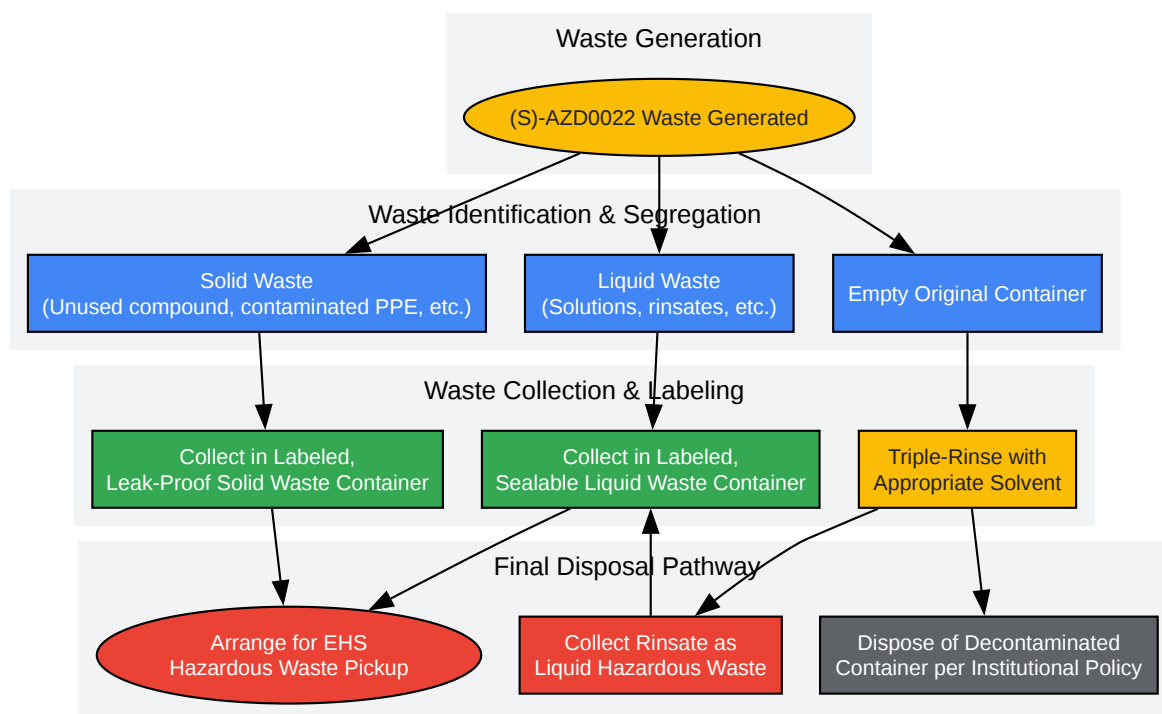 Waste Generation
(S)-AZD0022 Waste Generated
Waste Identification & Segregation
Solid Waste
(Unused compound, contaminated PPE, etc.)
Liquid Waste
(Solutions, rinsates, etc.)
Empty Original Container
Waste Collection & Labeling
Collect in Labeled,
Leak-Proof Solid Waste Container
Collect in Labeled,
Sealable Liquid Waste Container
Triple-Rinse with
Appropriate Solvent
Final Disposal Pathway
Arrange for EHS
Hazardous Waste Pickup
Collect Rinsate as
Liquid Hazardous Waste
Dispose of Decontaminated
Container per Institutional Policy